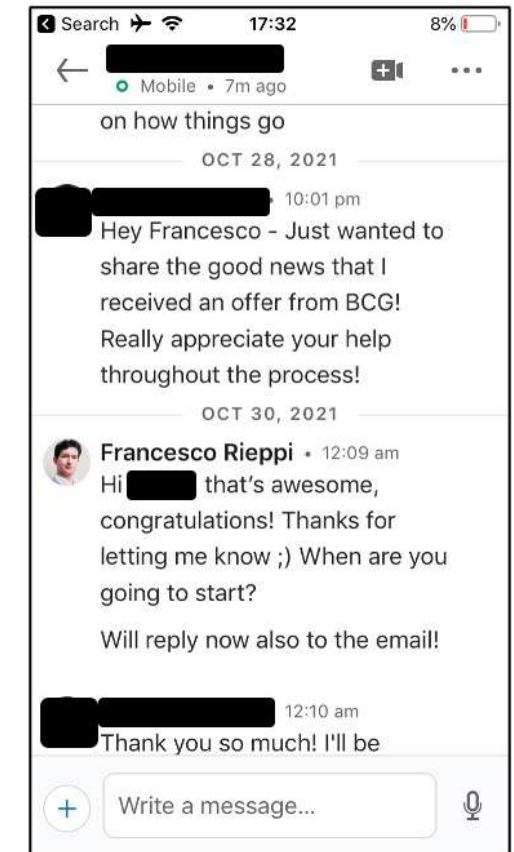 Search 17:32 8%
Mobile • 7m ago
on how things go
OCT 28, 2021
10:01 pm
Hey Francesco - Just wanted to
share the good news that I
received an offer from BCG!
Really appreciate your help
throughout the process!
OCT 30, 2021
Francesco Rieppi • 12:09 am
Hi that's awesome,
congratulations! Thanks for
letting me know ;) When are you
going to start?
Will reply now also to the email!
12:10 am
Thank you so much! I'll be
Write a message...